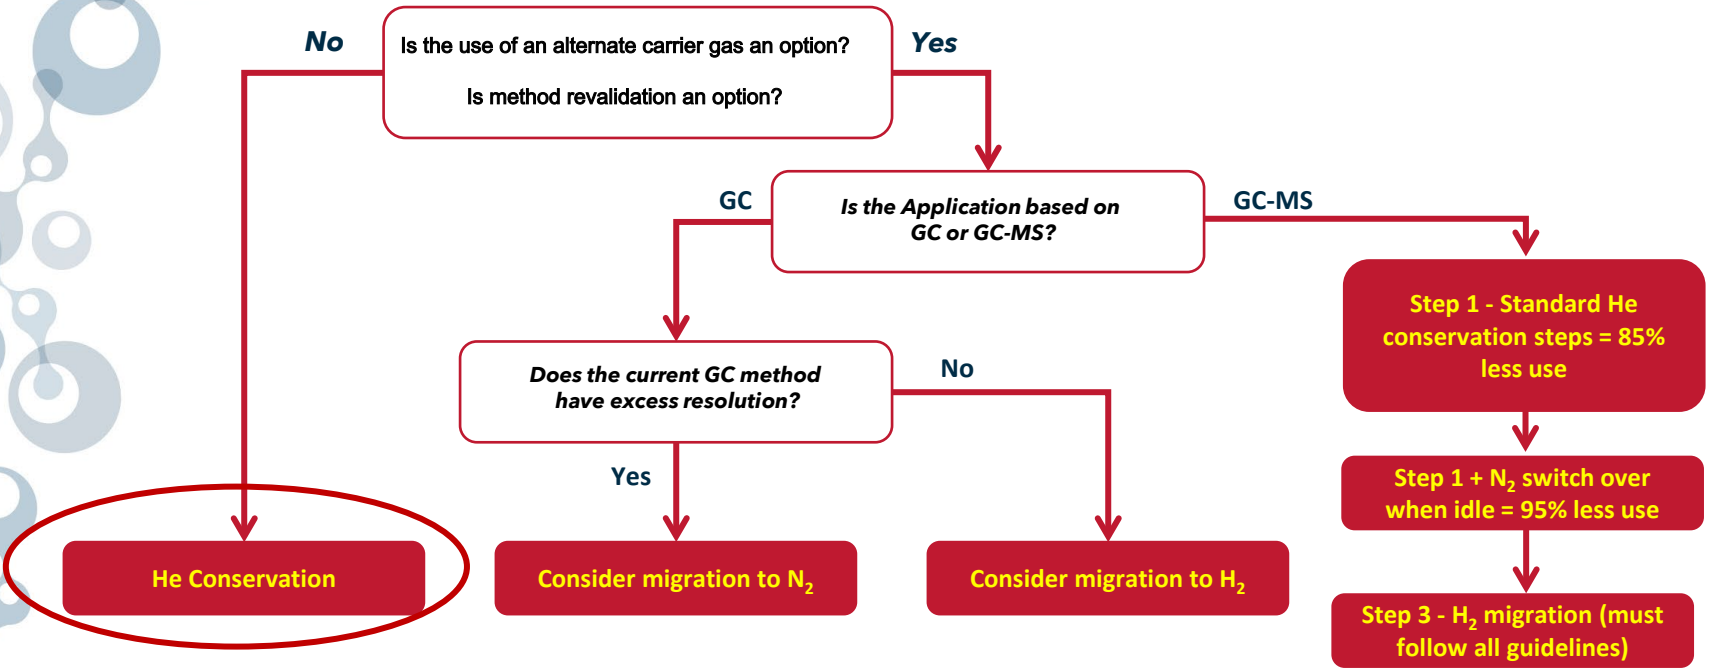 No
Is the use of an alternate carrier gas an option?
Is method revalidation an option?
Yes
GC
Is the Application based on
GC or GC-MS?
GC-MS
Does the current GC method
have excess resolution?
No
Yes
Step 1 - Standard He
conservation steps = 85%
less use
Step 1 + N₂ switch over
when idle = 95% less use
He Conservation
Consider migration to N₂
Consider migration to H₂
Step 3 - H₂ migration (must
follow all guidelines)